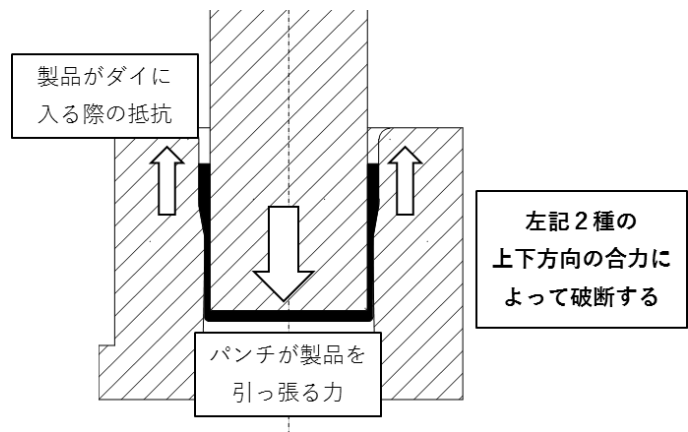 製品がダイに
入る際の抵抗
左記２種の
上下方向の合力に
よって破断する
パンチが製品を
引っ張る力